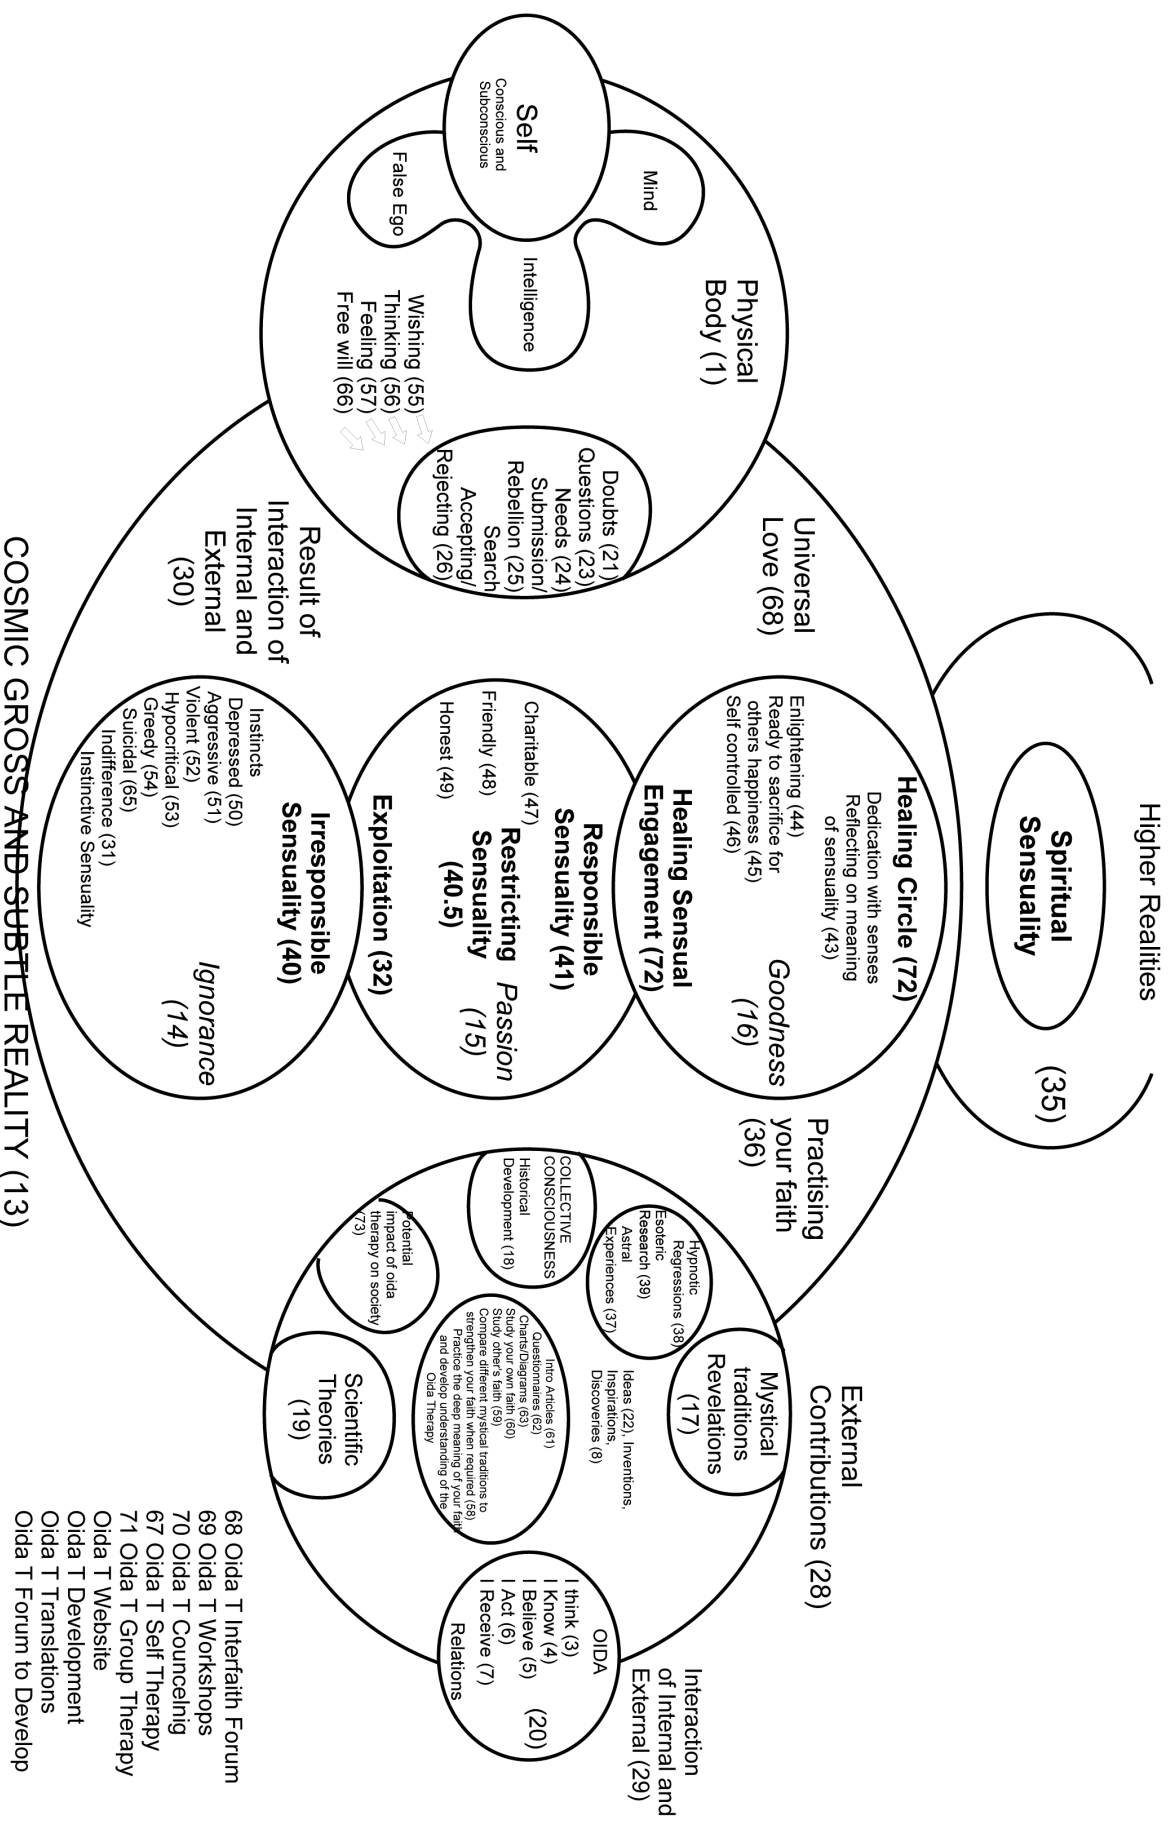 Higher Realities
Spiritual
Sensuality
(35)
Self
Conscious and
Subconscious
Mind
Intelligence
False Ego
Physical
Body (1)
Wishing (55)
Thinking (56)
Feeling (57)
Free will (66)
Doubts (21)
Questions (23)
Needs (24)
Submission/
Rebellion (25)
Search
Accepting/
Rejecting (26)
Universal
Love (68)
Result of
Interaction of
Internal and
External
(30)
Healing Circle (72)
Dedication with senses
Reflecting on meaning
of sensuality (43)
Enlightening (44)
Ready to sacrifice for
others happiness (45)
Self controlled (46)
Goodness
(16)
Healing Sensual
Engagement (72)
Responsible
Sensuality (41)
Charitable (47)
Friendly (48)
Honest (49)
Restricting
Sensuality
(40.5)
Passion
(15)
Exploitation (32)
Irresponsible
Sensuality (40)
Instincts
Depressed (50)
Aggressive (51)
Violent (52)
Hypocritical (53)
Greedy (54)
Suicidal (65)
Indifference (31)
Instinctive Sensuality
Ignorance
(14)
Practising
your faith
(36)
External
Contributions (28)
Mystical
traditions
Revelations
(17)
Hypnotic
Regressions (38)
Esoteric
Research (39)
Astral
Experiences (37)
COLLECTIVE
CONSCIOUSNESS
Historical
Development (18)
Ideas (22), Inventions,
Inspirations,
Discoveries (8)
Intro Articles (61)
Questionnaires (62)
Charts/Diagrams (63)
Study your own faith (60)
Study other's faith (59)
Compare different mystical traditions to
strengthen your faith when required (58)
Practice the deep meaning of your faith
and develop understanding of the
Oida Therapy
Potential
impact of oida
therapy on society
(73)
Scientific
Theories
(19)
OIDA
I think (3)
I Know (4)
I Believe (5)
I Act (6)
I Receive (7)
Relations
(20)
Interaction
of Internal and
External (29)
68 Oida T Interfaith Forum
69 Oida T Workshops
70 Oida T Councelnig
67 Oida T Self Therapy
71 Oida T Group Therapy
Oida T Website
Oida T Development
Oida T Translations
Oida T Forum to Develop
COSMIC GROSS AND SUBTLE REALITY (13)